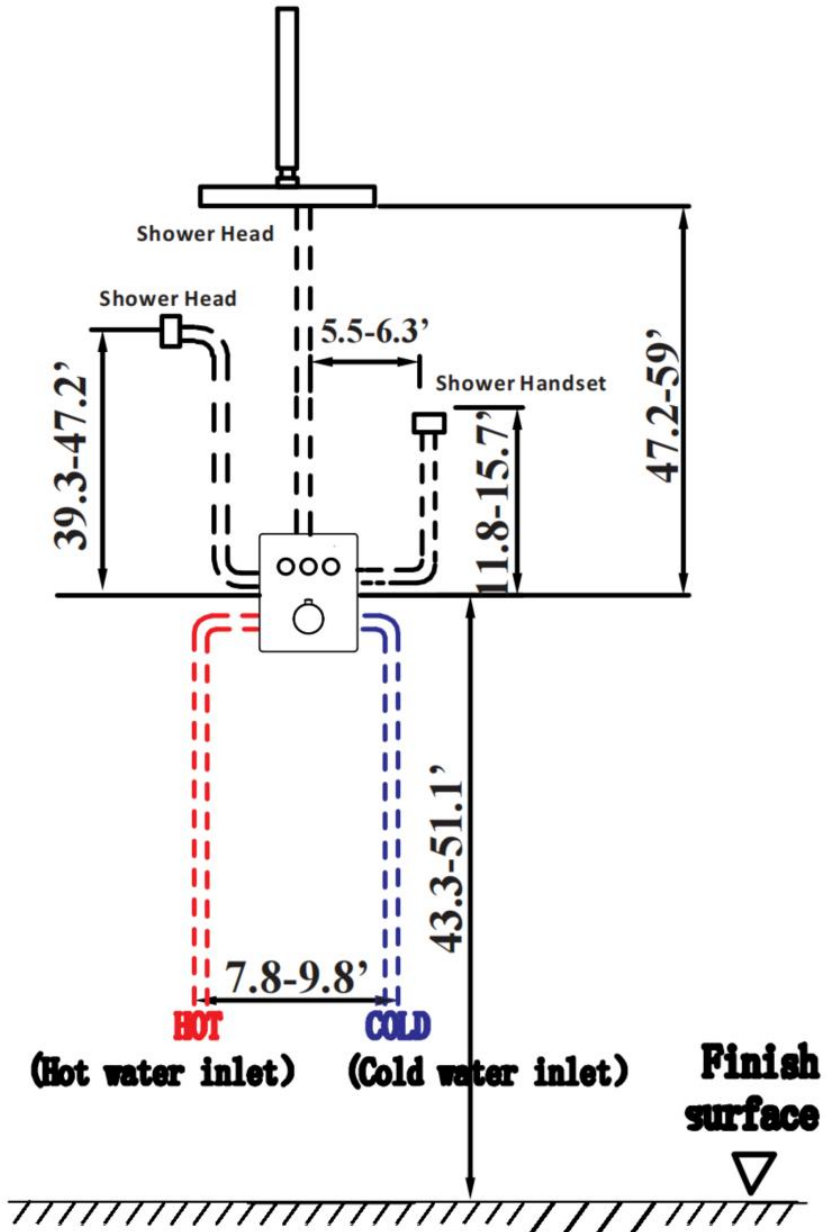 Shower Head
Shower Head
5.5-6.3’
Shower Handset
39.3-47.2’
11.8-15.7’
47.2-59’
43.3-51.1’
7.8-9.8’
HOT
COLD
(Hot water inlet)
(Cold water inlet)
Finish
surface